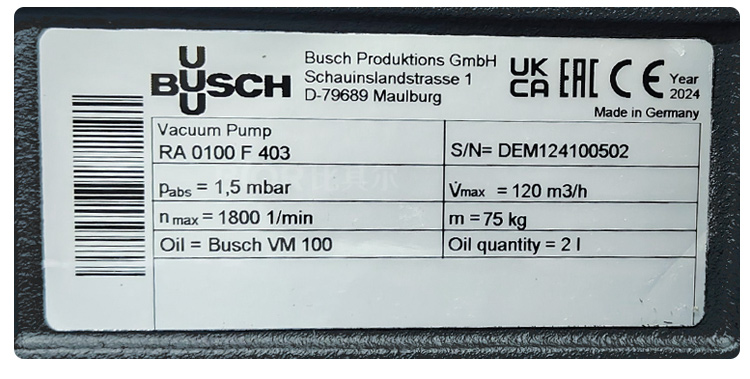 BUSCH
Busch Produktions GmbH
Schauinslandstrasse 1
D-79689 Maulburg
UK
CA
EAC
CE
Year
2024
Made in Germany
Vacuum Pump
RA 0100 F 403
S/N= DEM124100502
pabs = 1,5 mbar
V̇max = 120 m3/h
n max = 1800 1/min
m = 75 kg
Oil = Busch VM 100
Oil quantity = 2 l